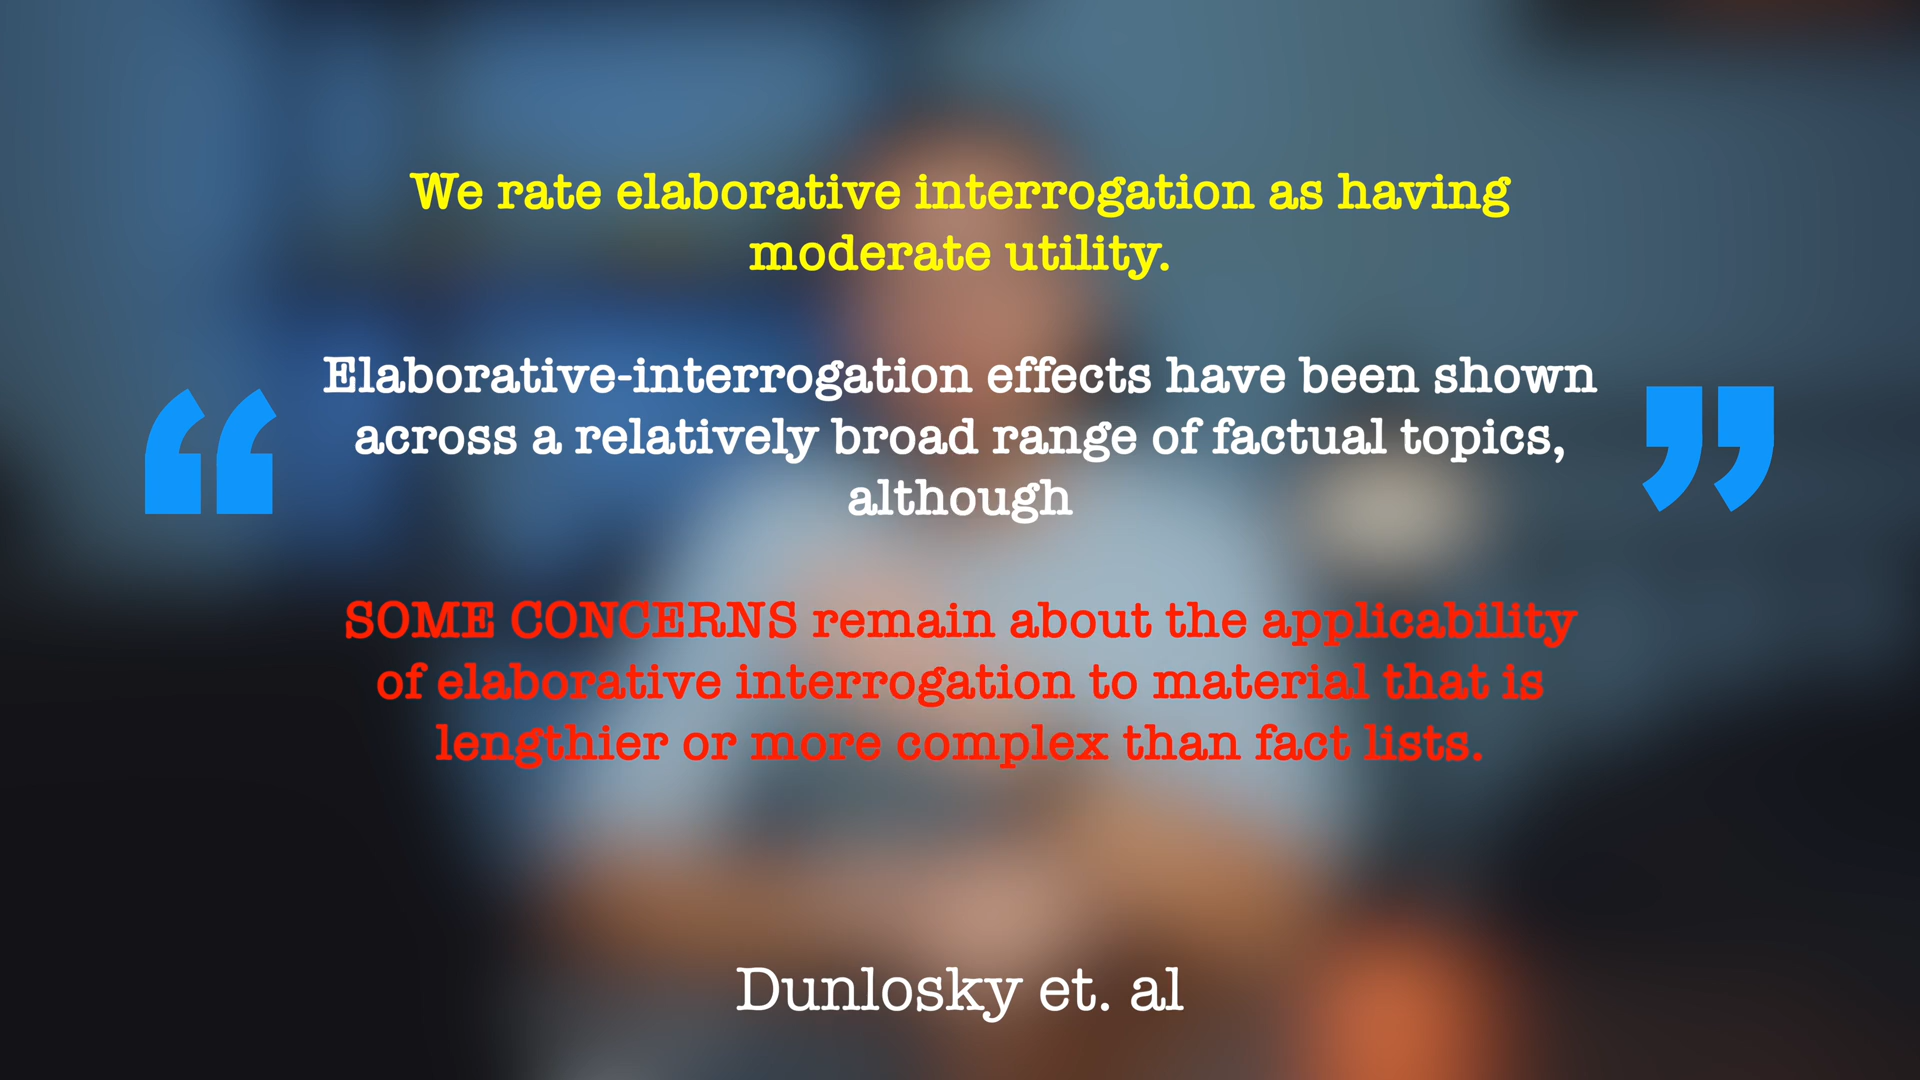 We rate elaborative interrogation as having
moderate utility.
Elaborative-interrogation effects have been shown
across a relatively broad range of factual topics,
although
SOME CONCERNS remain about the applicability
of elaborative interrogation to material that is
lengthier or more complex than fact lists.
Dunlosky et. al